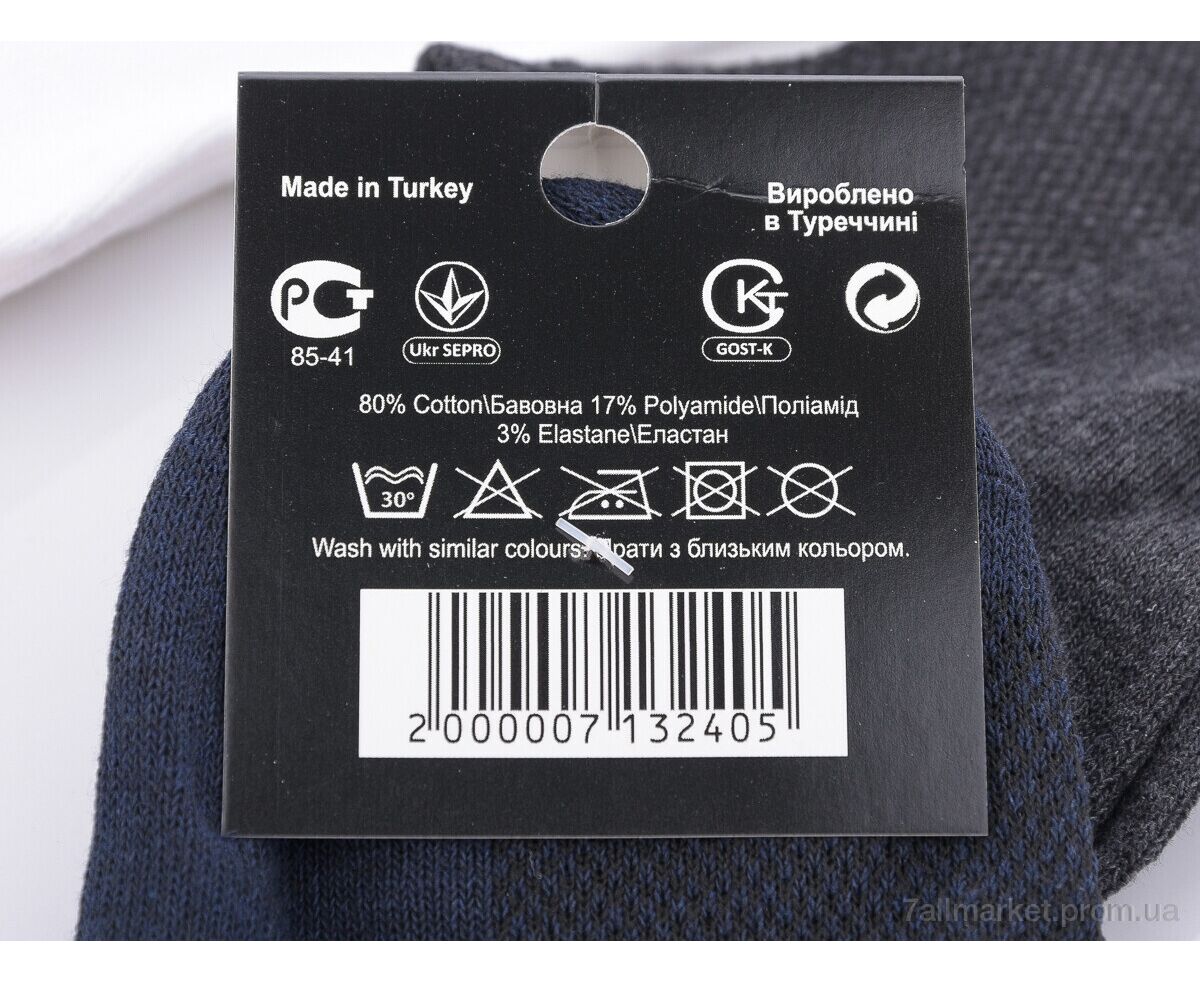 Made in Turkey
Вироблено
в Туреччині
РСТ
85-41
Ukr SEPRO
GOST-K
80% Cotton\Бавовна 17% Polyamide\Поліамід
3% Elastane\Еластан
30°
Wash with similar colours. з близьким кольором.
2 000007 132405
7allmarket.prom.ua